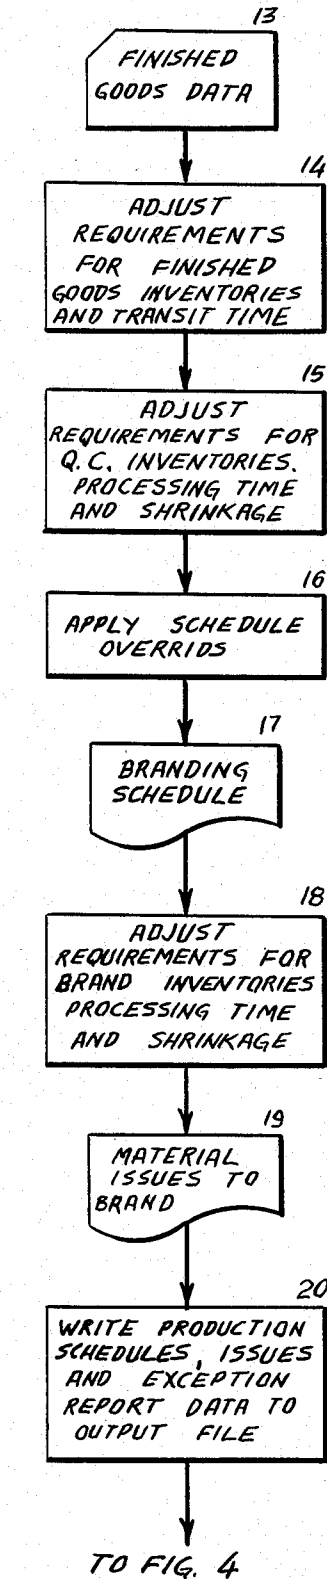 13
FINISHED
GOODS DATA
14
ADJUST
REQUIREMENTS
FOR FINISHED
GOODS INVENTORIES
AND TRANSIT TIME
15
ADJUST
REQUIREMENTS FOR
Q.C. INVENTORIES.
PROCESSING TIME
AND SHRINKAGE
16
APPLY SCHEDULE
OVERRIDS
17
BRANDING
SCHEDULE
18
ADJUST
REQUIREMENTS FOR
BRAND INVENTORIES
PROCESSING TIME
AND SHRINKAGE
19
MATERIAL
ISSUES TO
BRAND
20
WRITE PRODUCTION
SCHEDULES, ISSUES
AND EXCEPTION
REPORT DATA TO
OUTPUT FILE
TO FIG. 4